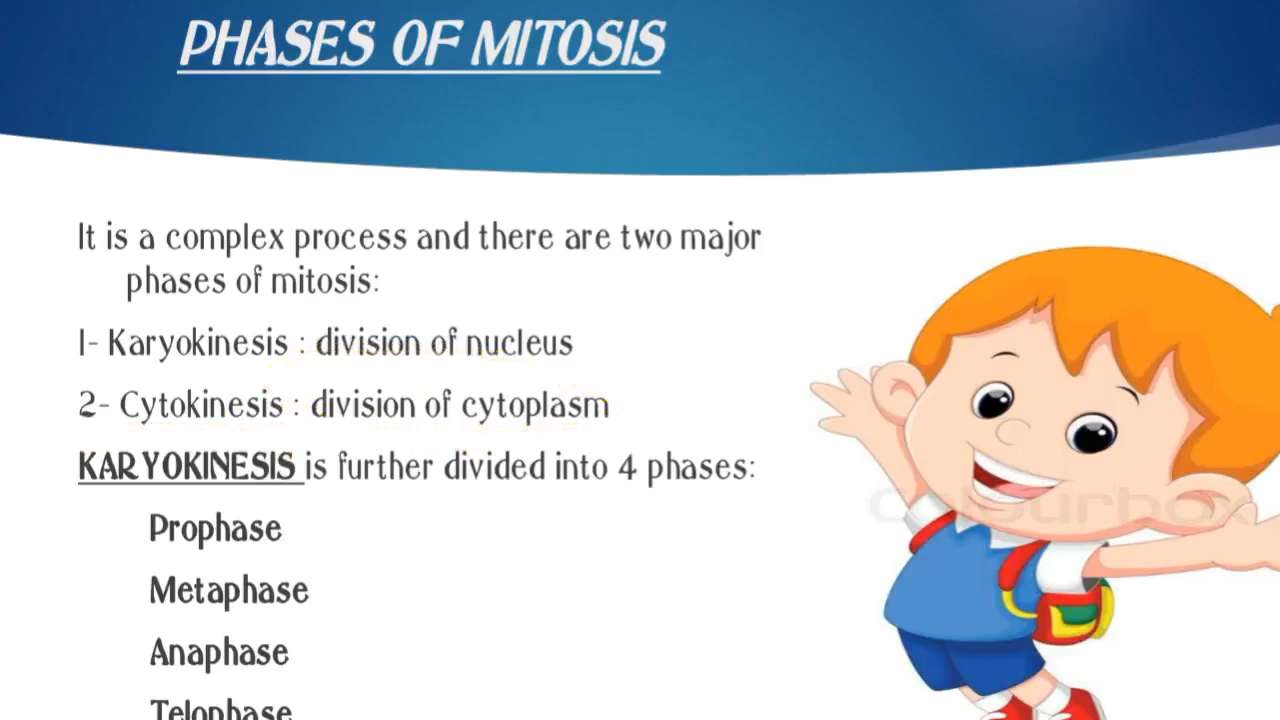 PHASES OF MITOSIS
It is a complex process and there are two major
phases of mitosis:
1- Karyokinesis : division of nucleus
2- Cytokinesis : division of cytoplasm
KARYOKINESIS is further divided into 4 phases:
Prophase
Metaphase
Anaphase
Telophase
colourbox